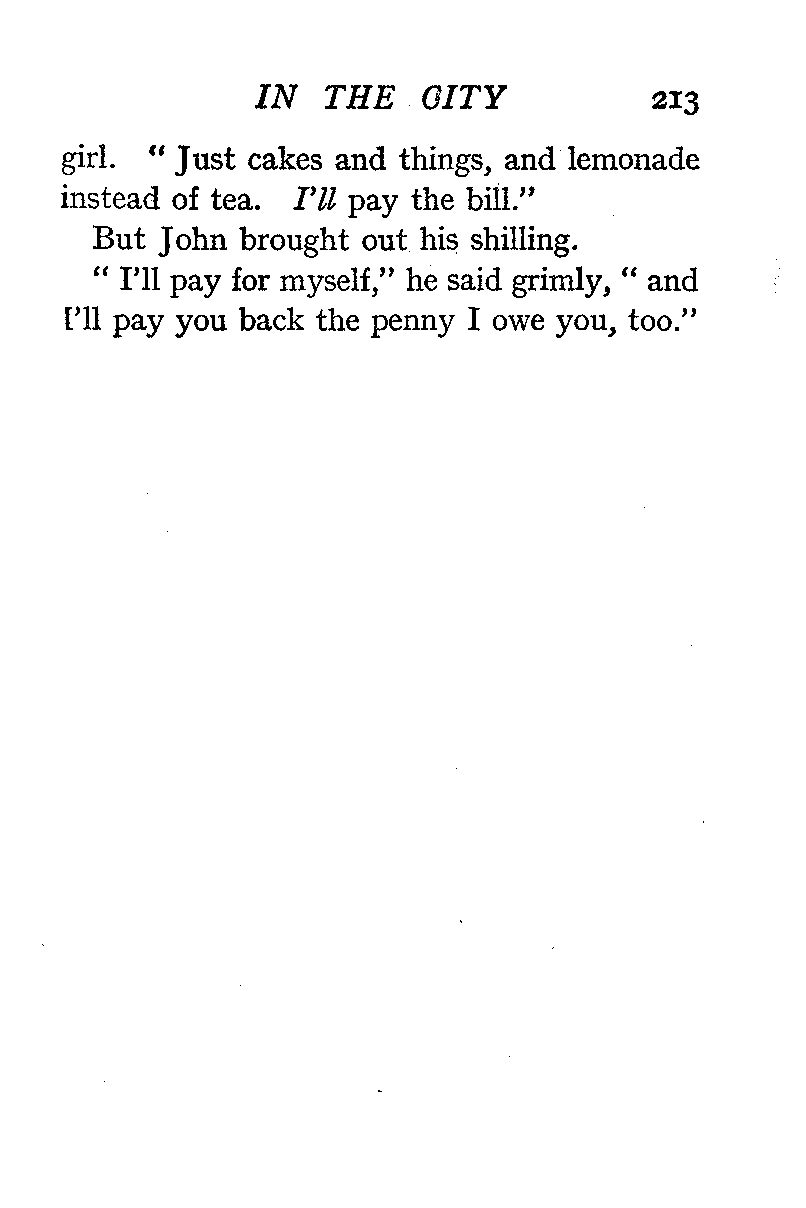 IN THE CITY 213
girl. “ Just cakes and things, and lemonade
instead of tea. I’ll pay the bill.”
But John brought out his shilling.
“ I’ll pay for myself,” he said grimly, “ and
I’ll pay you back the penny I owe you, too.”